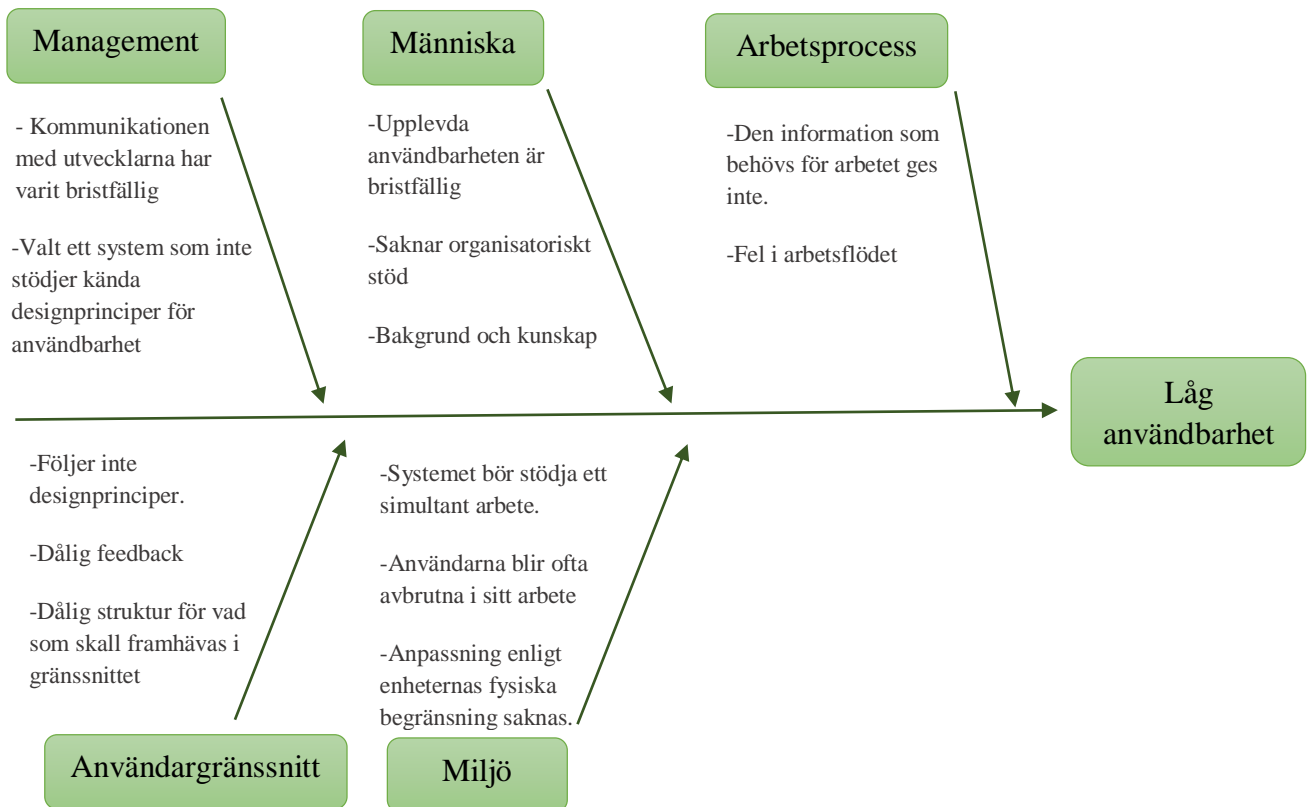 Management
Människa
Arbetsprocess
- Kommunikationen
med utvecklarna har
varit bristfällig
-Valt ett system som inte
stödjer kända
designprinciper för
användbarhet
-Upplevda
användbarheten är
bristfällig
-Saknar organisatoriskt
stöd
-Bakgrund och kunskap
-Den information som
behövs för arbetet ges
inte.
-Fel i arbetsflödet
Låg
användbarhet
-Följer inte
designprinciper.
-Dålig feedback
-Dålig struktur för vad
som skall framhävas i
gränssnittet
-Systemet bör stödja ett
simultant arbete.
-Användarna blir ofta
avbrutna i sitt arbete
-Anpassning enligt
enheternas fysiska
begränsning saknas.
Användargränssnitt
Miljö